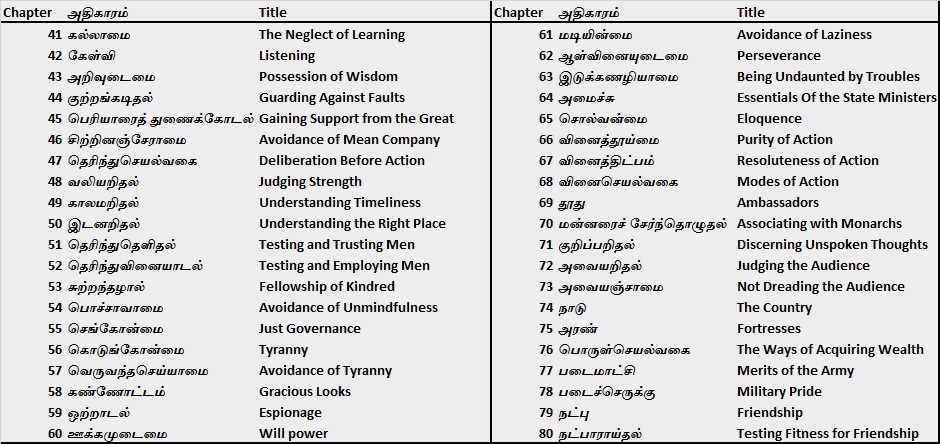 Chapter அதிகாரம் Title Chapter அதிகாரம் Title
41 கல்லாமை The Neglect of Learning 61 மடியின்மை Avoidance of Laziness
42 கேள்வி Listening 62 ஆள்வினையுடைமை Perseverance
43 அறிவுடைமை Possession of Wisdom 63 இடுக்கணழியாமை Being Undaunted by Troubles
44 குற்றங்கடிதல் Guarding Against Faults 64 அமைச்சு Essentials Of the State Ministers
45 பெரியாரைத் துணைக்கோடல் Gaining Support from the Great 65 சொல்வன்மை Eloquence
46 சிற்றினஞ்சேராமை Avoidance of Mean Company 66 வினைத்தூய்மை Purity of Action
47 தெரிந்துசெயல்வகை Deliberation Before Action 67 வினைத்திட்பம் Resoluteness of Action
48 வலியறிதல் Judging Strength 68 வினைசெயல்வகை Modes of Action
49 காலமறிதல் Understanding Timeliness 69 தூது Ambassadors
50 இடனறிதல் Understanding the Right Place 70 மன்னரைச் சேர்ந்தொழுதல் Associating with Monarchs
51 தெரிந்துதெளிதல் Testing and Trusting Men 71 குறிப்பறிதல் Discerning Unspoken Thoughts
52 தெரிந்துவினையாடல் Testing and Employing Men 72 அவையறிதல் Judging the Audience
53 சுற்றந்தழால் Fellowship of Kindred 73 அவையஞ்சாமை Not Dreading the Audience
54 பொச்சாவாமை Avoidance of Unmindfulness 74 நாடு The Country
55 செங்கோன்மை Just Governance 75 அரண் Fortresses
56 கொடுங்கோன்மை Tyranny 76 பொருள்செயல்வகை The Ways of Acquiring Wealth
57 வெருவந்தசெய்யாமை Avoidance of Tyranny 77 படைமாட்சி Merits of the Army
58 கண்ணோட்டம் Gracious Looks 78 படைச்செருக்கு Military Pride
59 ஒற்றாடல் Espionage 79 நட்பு Friendship
60 ஊக்கமுடைமை Will power 80 நட்பாராய்தல் Testing Fitness for Friendship